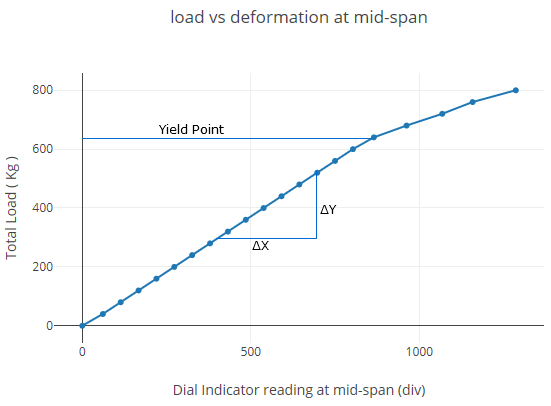 load vs deformation at mid-span
800
600
400
200
0
Yield Point
ΔY
ΔX
0
500
1000
Total Load ( Kg )
Dial Indicator reading at mid-span (div)